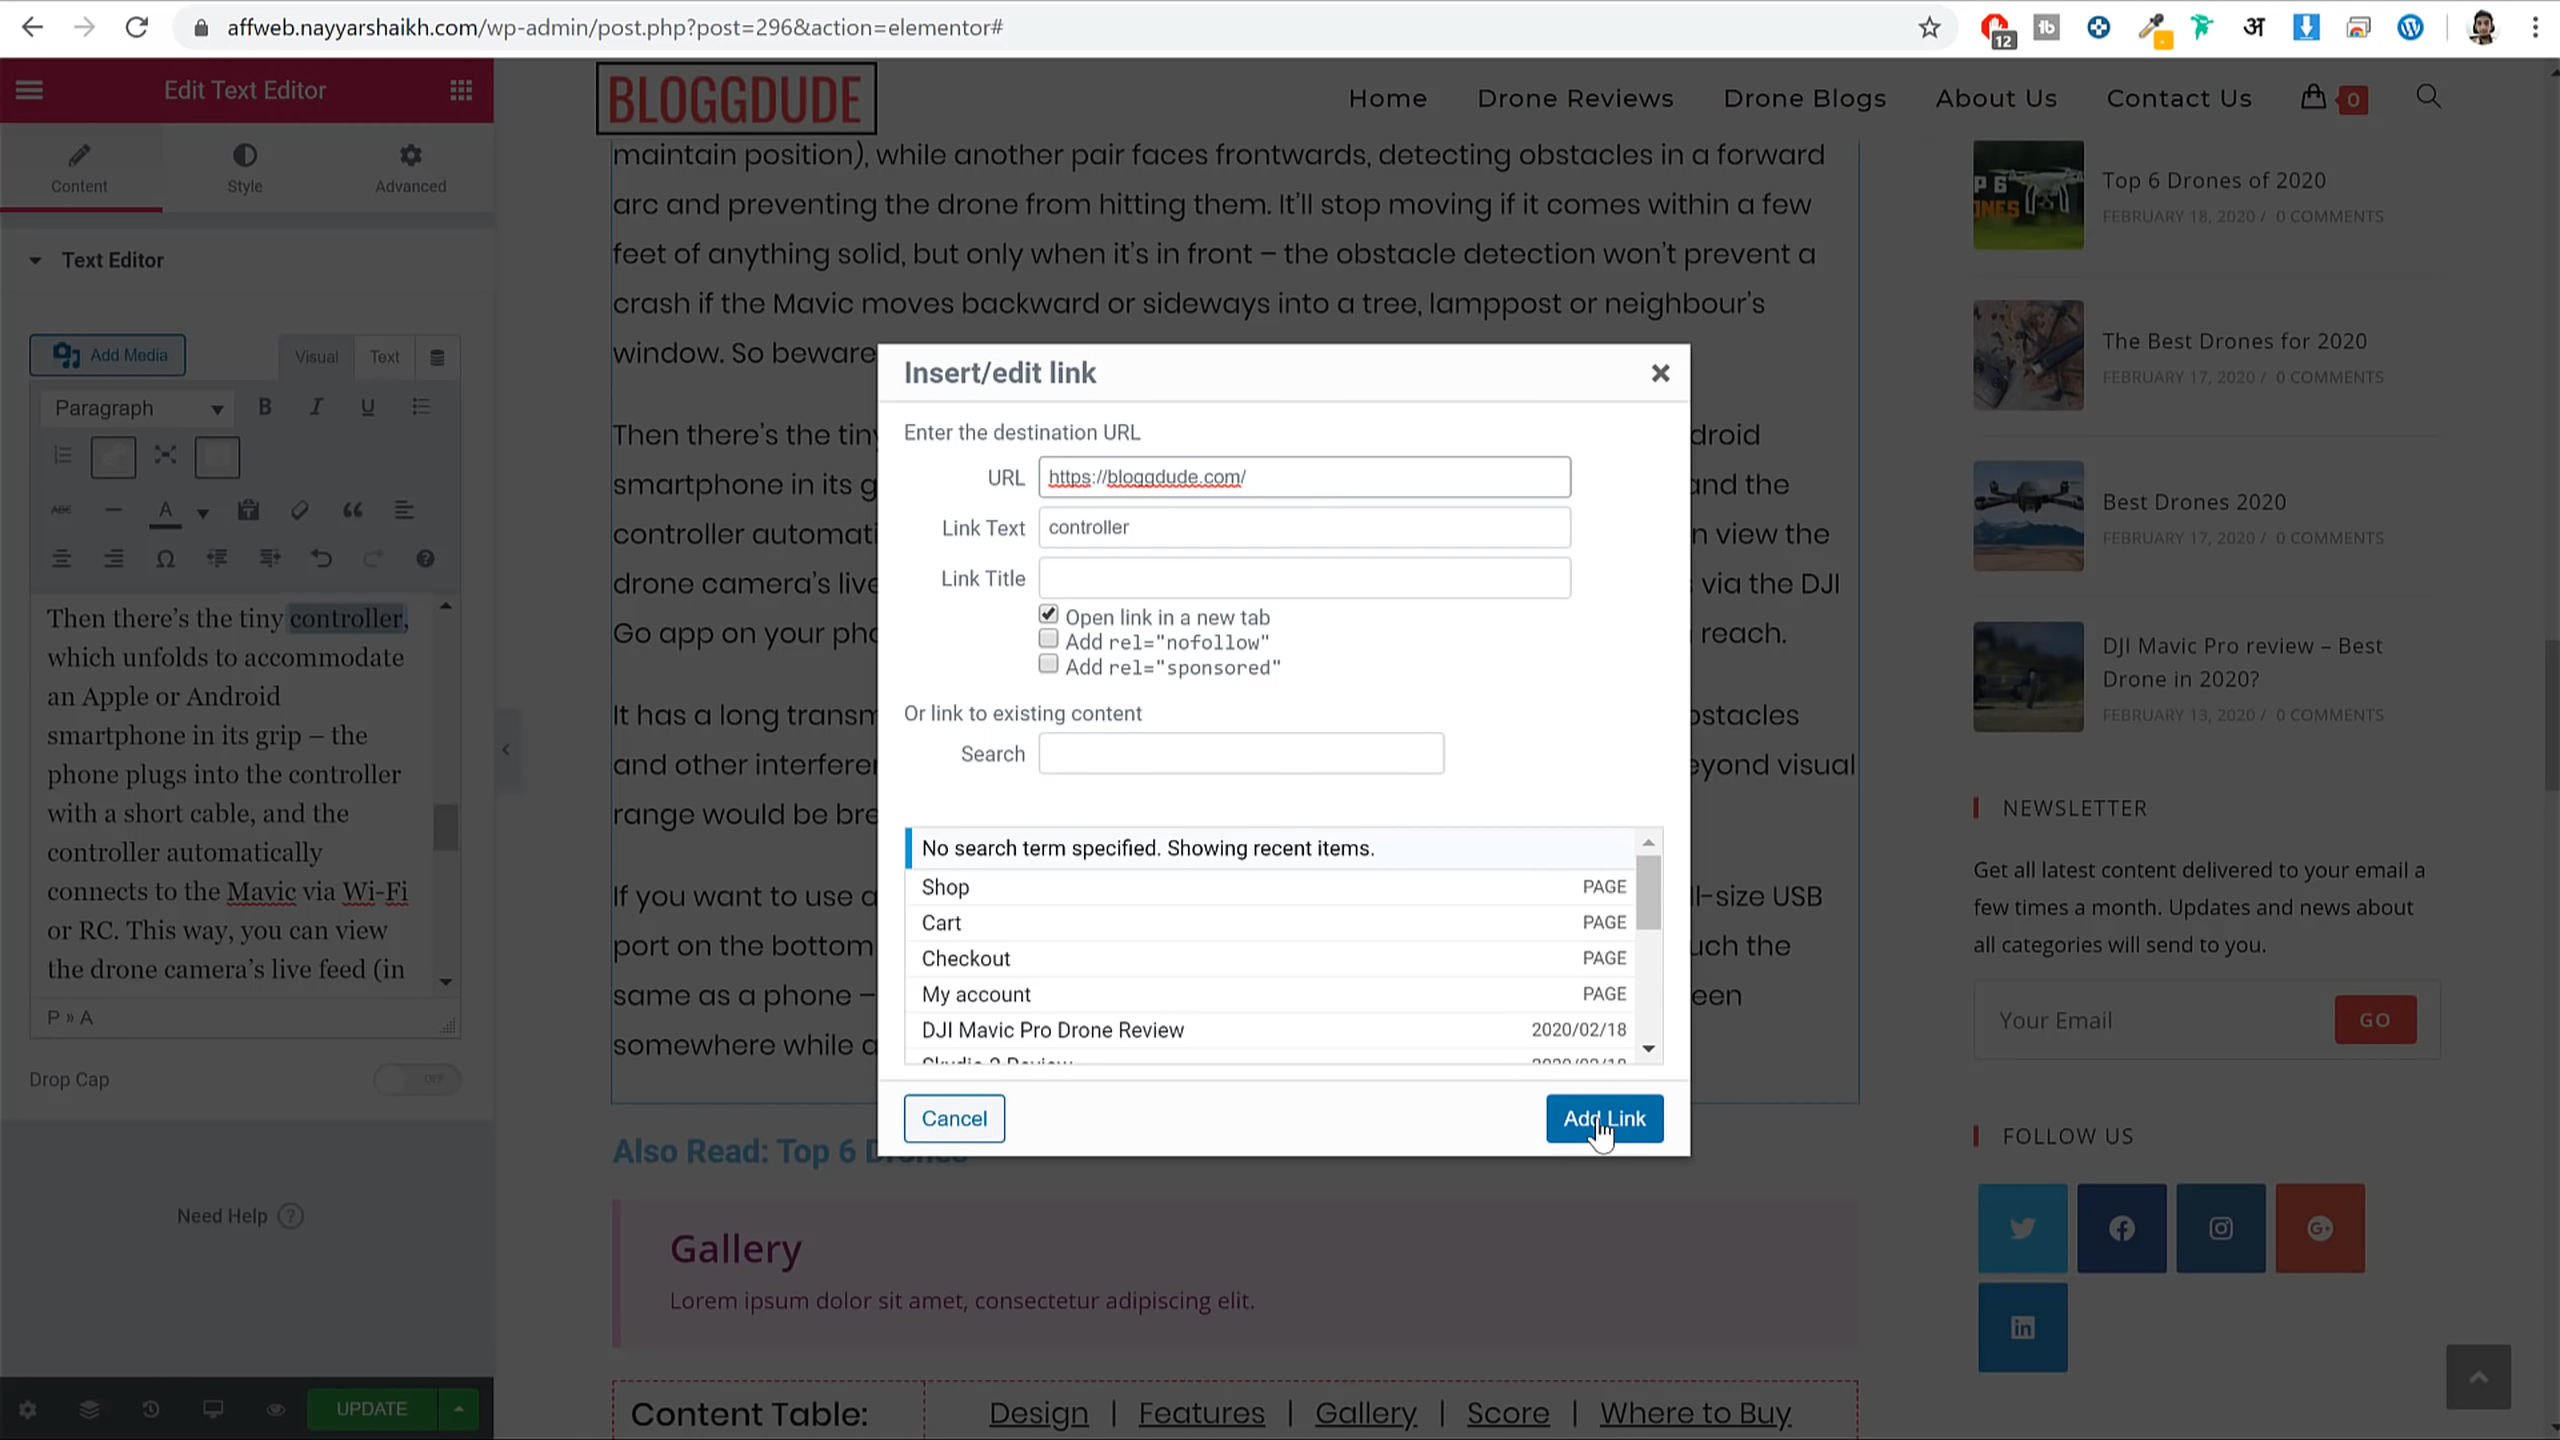 affweb.nayyarshaikh.com/wp-admin/post.php?post=296&action=elementor#
12
Edit Text Editor
Content
Style
Advanced
Text Editor
Add Media
Visual
Text
Paragraph
B I U
ABC
A
Then there's the tiny controller,
which unfolds to accommodate
an Apple or Android
smartphone in its grip – the
phone plugs into the controller
with a short cable, and the
controller automatically
connects to the Mavic via Wi-Fi
or RC. This way, you can view
the drone camera's live feed (in
P » A
Drop Cap
OFF
Need Help
UPDATE
BLOGGDUDE
Home
Drone Reviews
Drone Blogs
About Us
Contact Us
0
maintain position), while another pair faces frontwards, detecting obstacles in a forward
arc and preventing the drone from hitting them. It'll stop moving if it comes within a few
feet of anything solid, but only when it's in front – the obstacle detection won't prevent a
crash if the Mavic moves backward or sideways into a tree, lamppost or neighbour's
window. So beware
Then there's the tiny droid
smartphone in its g nd the
controller automati n view the
drone camera's live via the DJI
Go app on your pho reach.
It has a long transm bstacles
and other interferen eyond visual
range would be bre
If you want to use a ll-size USB
port on the bottom uch the
same as a phone – een
somewhere while a
Also Read: Top 6 Drones
Gallery
Lorem ipsum dolor sit amet, consectetur adipiscing elit.
Content Table:
Design | Features | Gallery | Score | Where to Buy
Insert/edit link
Enter the destination URL
URL
https://bloggdude.com/
Link Text
controller
Link Title
Open link in a new tab
Add rel="nofollow"
Add rel="sponsored"
Or link to existing content
Search
No search term specified. Showing recent items.
Shop PAGE
Cart PAGE
Checkout PAGE
My account PAGE
DJI Mavic Pro Drone Review 2020/02/18
Skydio 2 Review 2020/02/18
Cancel
Add Link
P 6
NES
Top 6 Drones of 2020
FEBRUARY 18, 2020 / 0 COMMENTS
The Best Drones for 2020
FEBRUARY 17, 2020 / 0 COMMENTS
Best Drones 2020
FEBRUARY 17, 2020 / 0 COMMENTS
DJI Mavic Pro review – Best
Drone in 2020?
FEBRUARY 13, 2020 / 0 COMMENTS
NEWSLETTER
Get all latest content delivered to your email a
few times a month. Updates and news about
all categories will send to you.
Your Email
GO
FOLLOW US